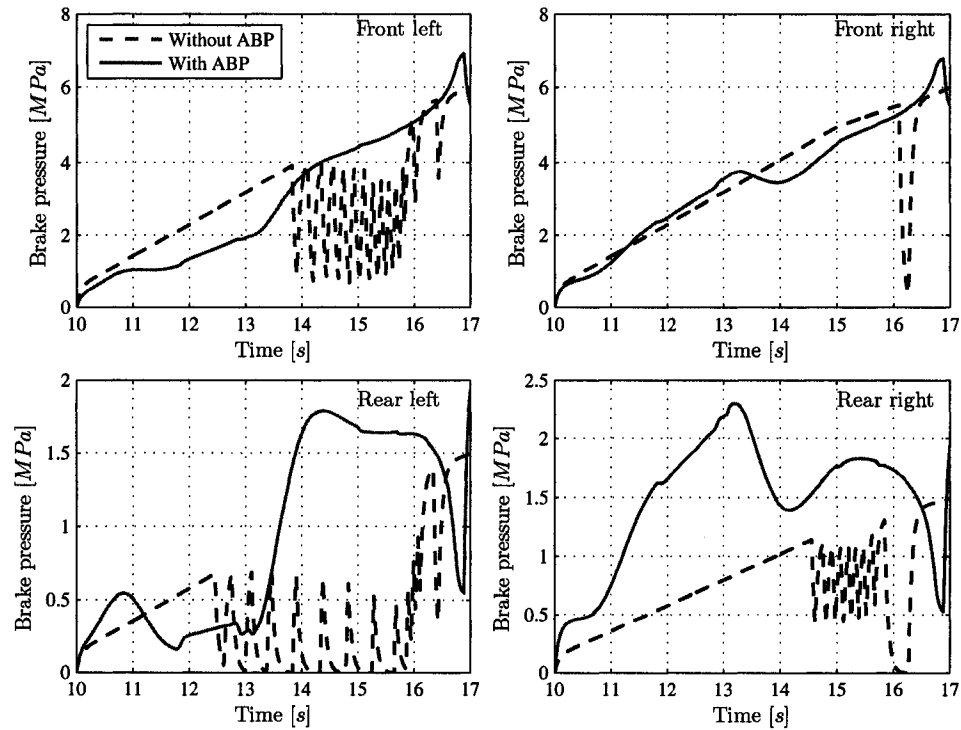 8
6
4
2
0
Brake pressure [MPa]
Without ABP
With ABP
Front left
10 11 12 13 14 15 16 17
Time [s]
8
6
4
2
0
Brake pressure [MPa]
Front right
10 11 12 13 14 15 16 17
Time [s]
2
1.5
1
0.5
0
Brake pressure [MPa]
Rear left
10 11 12 13 14 15 16 17
Time [s]
2.5
2
1.5
1
0.5
0
Brake pressure [MPa]
Rear right
10 11 12 13 14 15 16 17
Time [s]